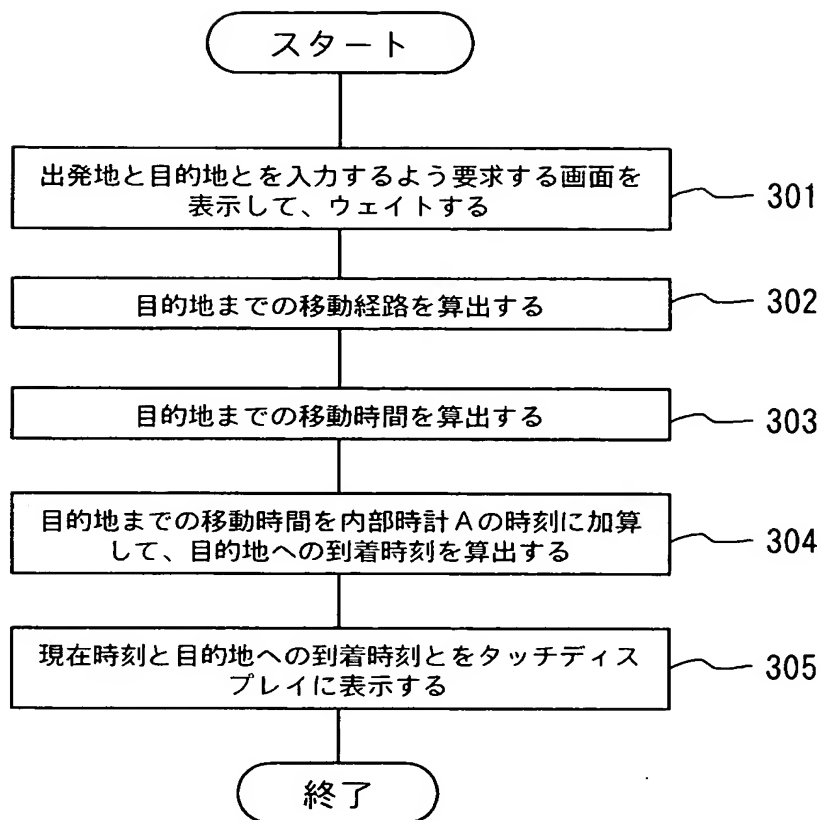 スタート
出発地と目的地とを入力するよう要求する画面を
表示して、ウェイトする
301
目的地までの移動経路を算出する
302
目的地までの移動時間を算出する
303
目的地までの移動時間を内部時計Aの時刻に加算
して、目的地への到着時刻を算出する
304
現在時刻と目的地への到着時刻とをタッチディス
プレイに表示する
305
終了